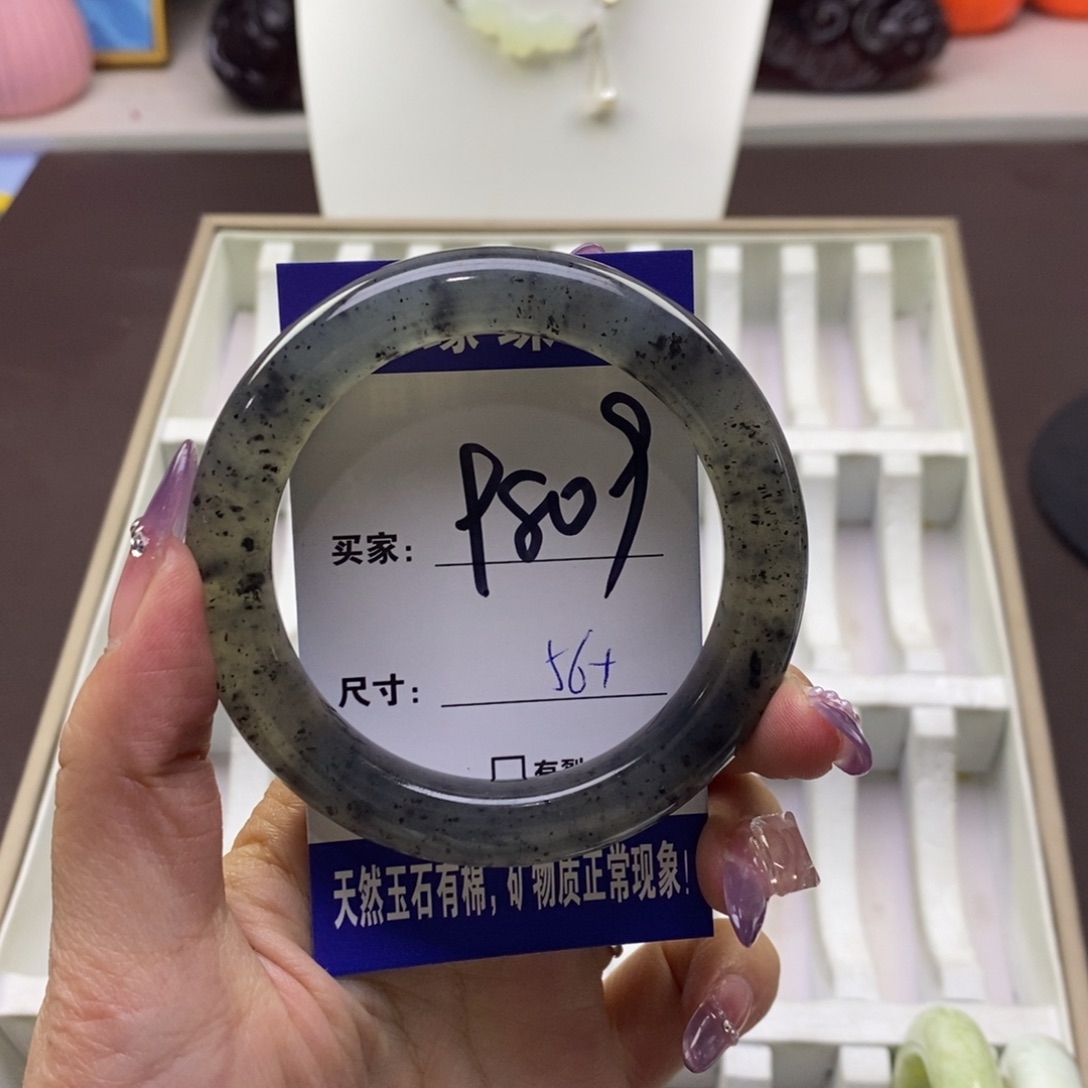 买家: P809
尺寸: 56+
□有裂
天然玉石有棉,矿物质正常现象!